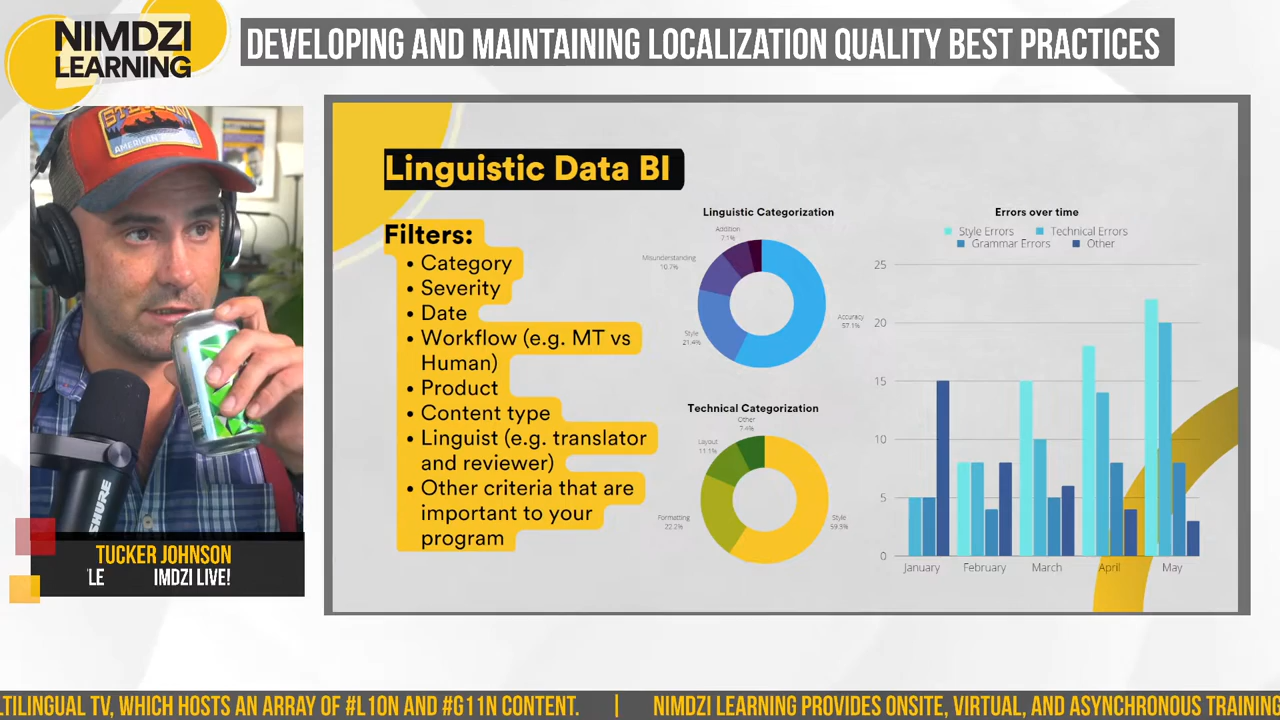 NIMDZI
LEARNING
DEVELOPING AND MAINTAINING LOCALIZATION QUALITY BEST PRACTICES
AMERICAN
SHURE
TUCKER JOHNSON
IMDZI LIVE!
Linguistic Data BI
Filters:
• Category
• Severity
• Date
• Workflow (e.g. MT vs
Human)
• Product
• Content type
• Linguist (e.g. translator
and reviewer)
• Other criteria that are
important to your
program
Linguistic Categorization
Addition
7.1%
Misunderstanding
10.7%
Style
21.4%
Accuracy
57.1%
Technical Categorization
Other
7.4%
Layout
11.1%
Formatting
22.2%
Style
59.3%
Errors over time
Style Errors Technical Errors
Grammar Errors Other
25
20
15
10
5
0
January February March April May
LTILINGUAL TV, WHICH HOSTS AN ARRAY OF #L10N AND #G11N CONTENT. | NIMDZI LEARNING PROVIDES ONSITE, VIRTUAL, AND ASYNCHRONOUS TRAINING